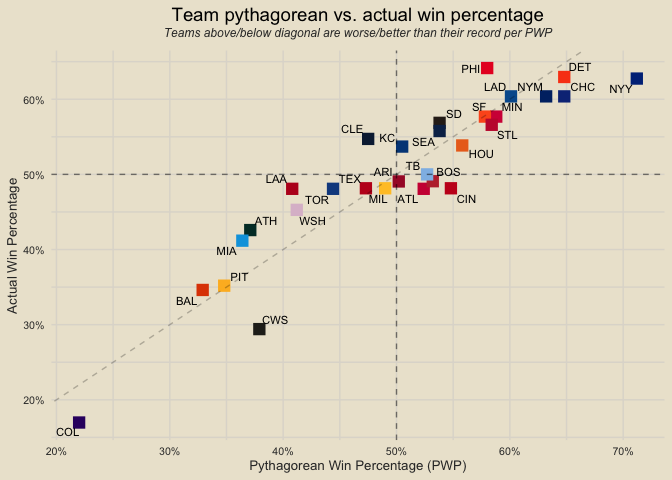 Team pythagorean vs. actual win percentage
Teams above/below diagonal are worse/better than their record per PWP
PHI DET
LAD NYM CHC NYY
60%
SF MIN
SD
STL
CLE KC SEA
HOU
50%
TB
ARI BOS
LAA TEX
TOR MIL ATL CIN
WSH
ATH
40%
MIA
PIT
BAL
30%
CWS
20%
COL
Actual Win Percentage
20% 30% 40% 50% 60% 70%
Pythagorean Win Percentage (PWP)